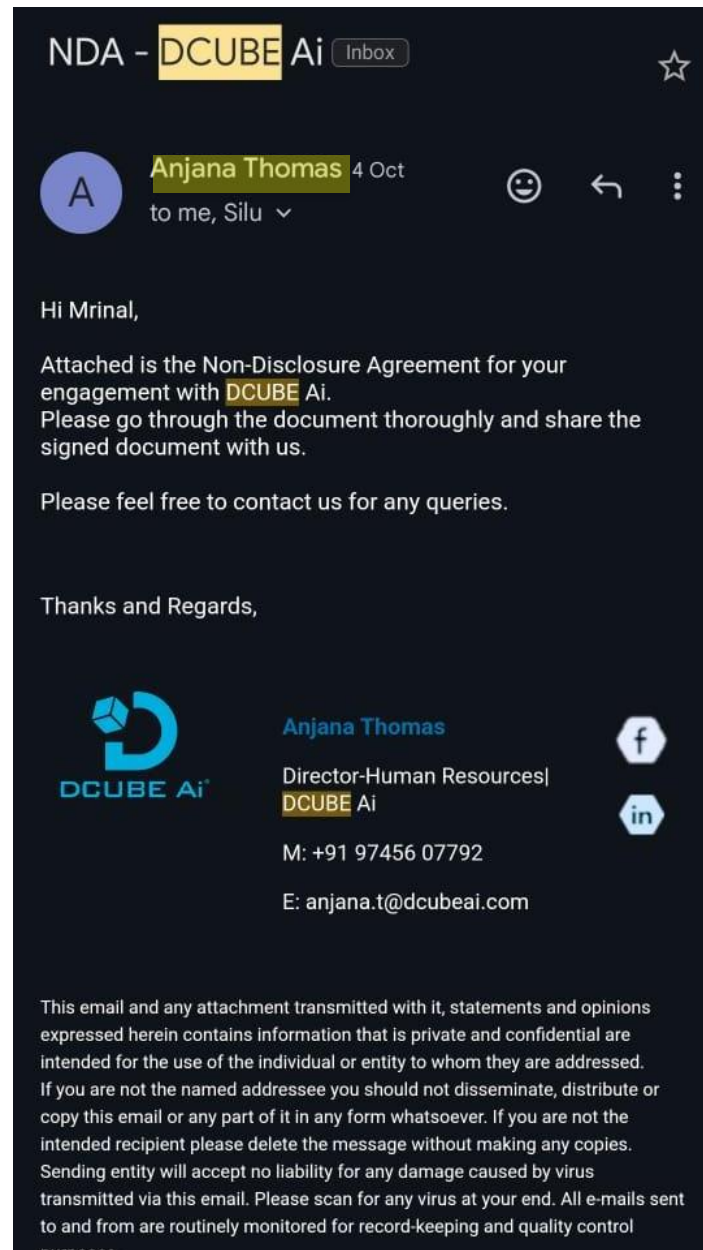 NDA - DCUBE Ai Inbox
A
Anjana Thomas 4 Oct
to me, Silu
Hi Mrinal,
Attached is the Non-Disclosure Agreement for your
engagement with DCUBE Ai.
Please go through the document thoroughly and share the
signed document with us.
Please feel free to contact us for any queries.
Thanks and Regards,
DCUBE Ai
Anjana Thomas
Director-Human Resources|
DCUBE Ai
M: +91 97456 07792
E: anjana.t@dcubeai.com
f
in
This email and any attachment transmitted with it, statements and opinions
expressed herein contains information that is private and confidential are
intended for the use of the individual or entity to whom they are addressed.
If you are not the named addressee you should not disseminate, distribute or
copy this email or any part of it in any form whatsoever. If you are not the
intended recipient please delete the message without making any copies.
Sending entity will accept no liability for any damage caused by virus
transmitted via this email. Please scan for any virus at your end. All e-mails sent
to and from are routinely monitored for record-keeping and quality control